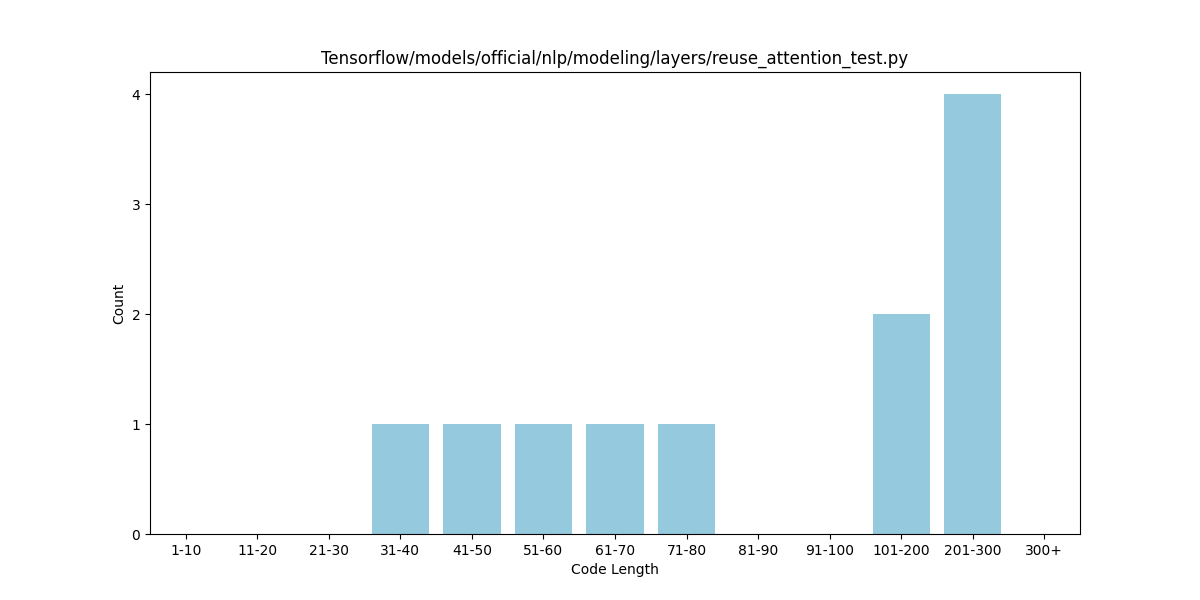 Tensorflow/models/official/nlp/modeling/layers/reuse_attention_test.py
4
3
2
1
0
Count
1-10 11-20 21-30 31-40 41-50 51-60 61-70 71-80 81-90 91-100 101-200 201-300 300+
Code Length